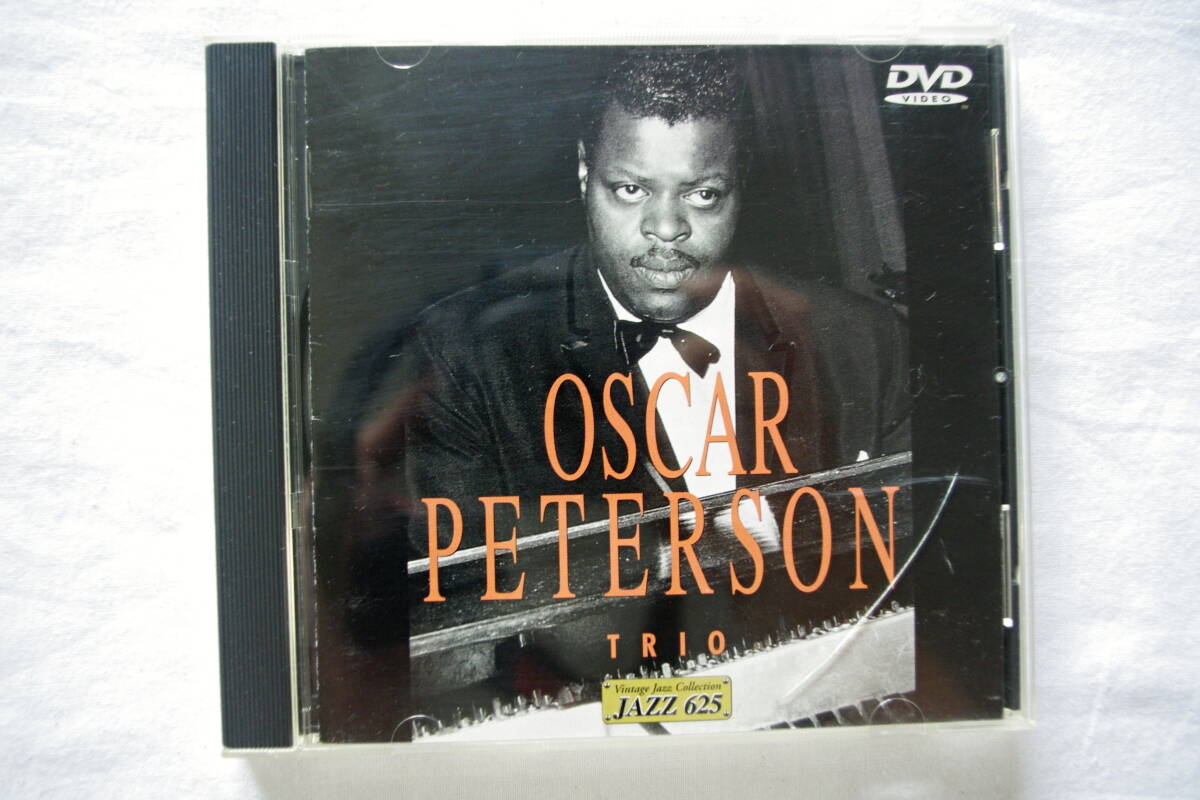 DVD
VIDEO
OSCAR
PETERSON
TRIO
Vintage Jazz Collection
JAZZ 625